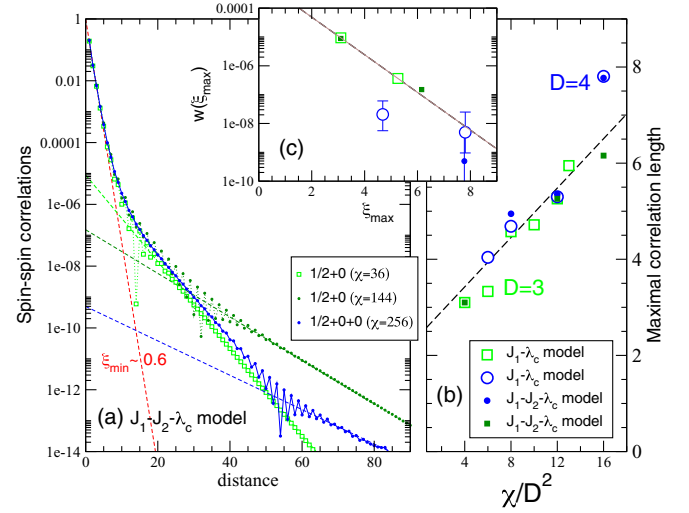 1
0.01
0.0001
1e-06
1e-08
1e-10
1e-12
1e-14
Spin-spin correlations
0
20
40
60
80
distance
ξmin~ 0.6
(a) J1-J2-λc model
1/2+0 (χ=36)
1/2+0 (χ=144)
1/2+0+0 (χ=256)
1e-06
1e-08
1e-10
w(ξmax)
(c)
0
2
4
6
8
ξmax
D=4
D=3
(b)
J1-λc model
J1-λc model
J1-J2-λc model
J1-J2-λc model
4
8
12
16
χ/D²
0
2
4
6
8
Maximal correlation length